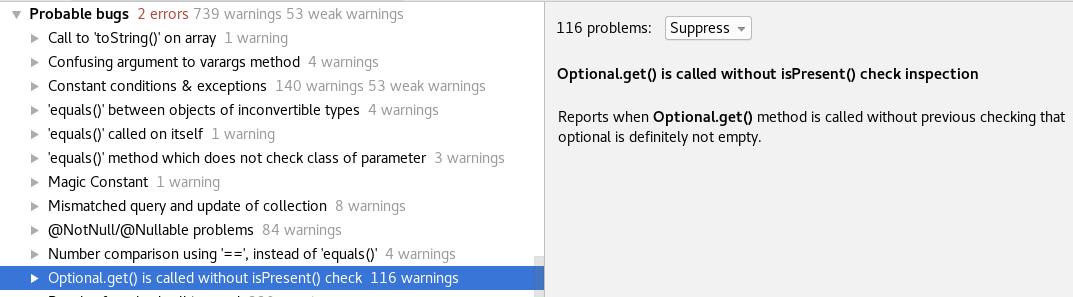 Probable bugs 2 errors 739 warnings 53 weak warnings
Call to 'toString()' on array 1 warning
Confusing argument to varargs method 4 warnings
Constant conditions & exceptions 140 warnings 53 weak warnings
'equals()' between objects of inconvertible types 4 warnings
'equals()' called on itself 1 warning
'equals()' method which does not check class of parameter 3 warnings
Magic Constant 1 warning
Mismatched query and update of collection 8 warnings
@NotNull/@Nullable problems 84 warnings
Number comparison using '==', instead of 'equals()' 4 warnings
Optional.get() is called without isPresent() check 116 warnings
116 problems: Suppress
Optional.get() is called without isPresent() check inspection
Reports when Optional.get() method is called without previous checking that
optional is definitely not empty.